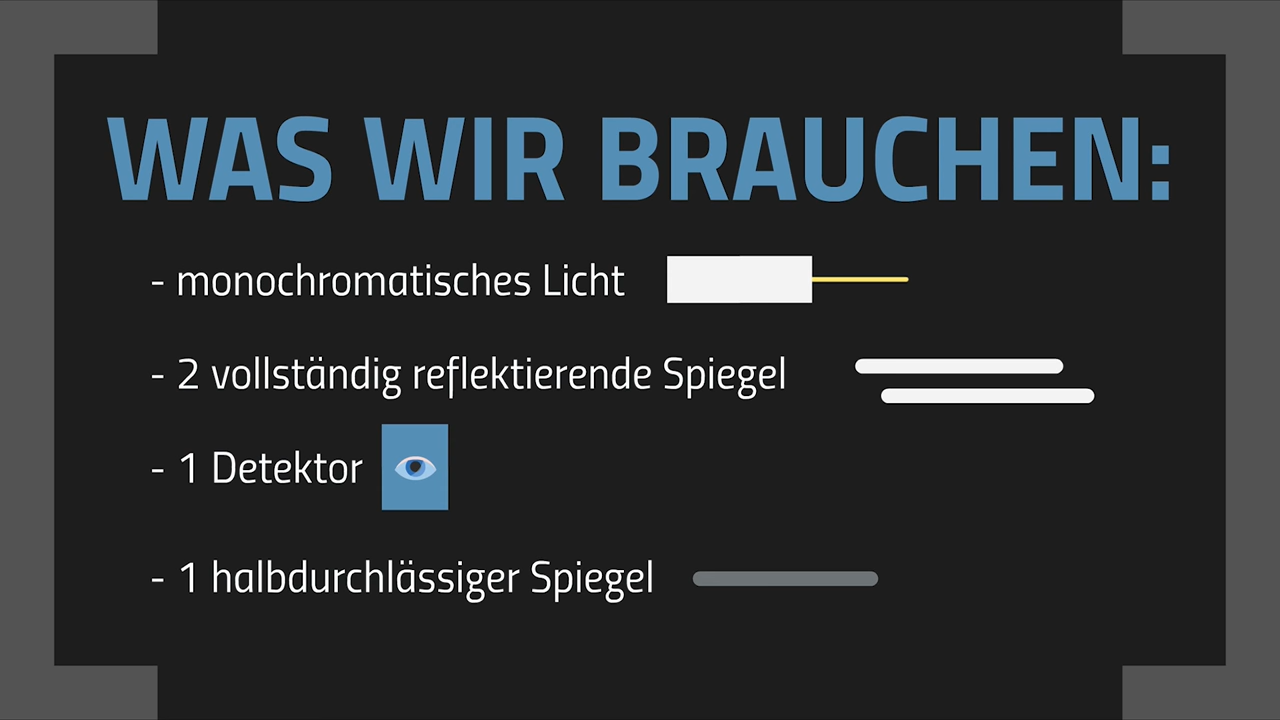 WAS WIR BRAUCHEN:
- monochromatisches Licht
- 2 vollständig reflektierende Spiegel
- 1 Detektor
- 1 halbdurchlässiger Spiegel